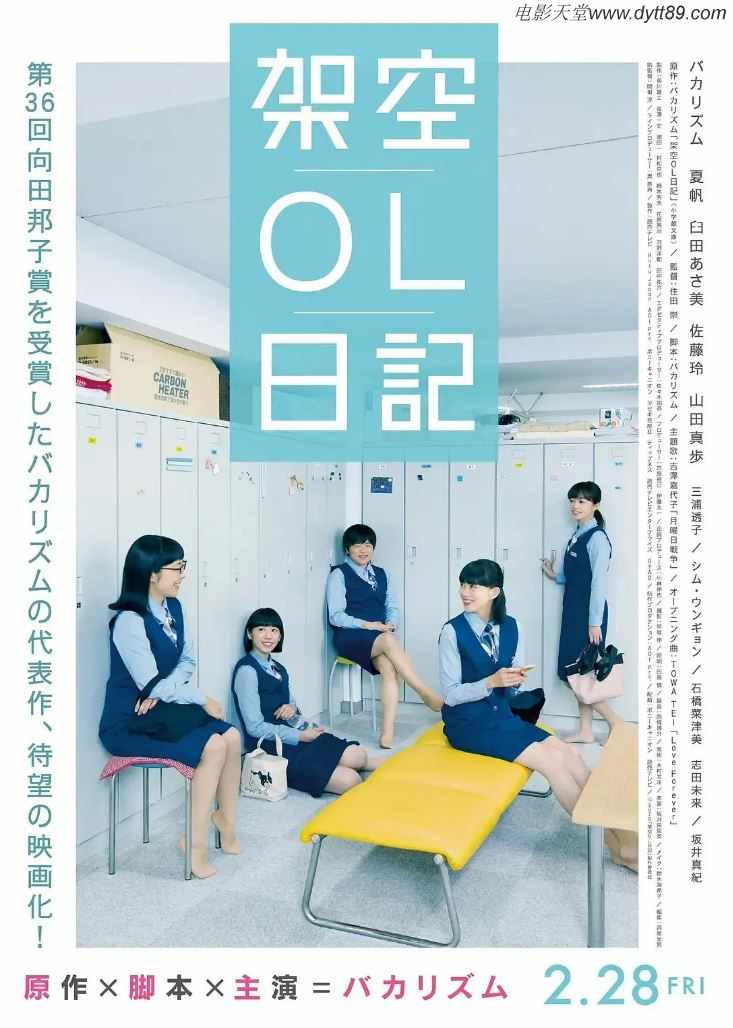 电影天堂www.dytt89.com
架空
OL
日記
第36回向田邦子賞を受賞したバカリズムの代表作、待望の映画化！
バカリズム　夏帆　臼田あさ美　佐藤玲　山田真歩　三浦透子 / シム・ウンギョン / 石橋菜津美　志田未来 / 坂井真紀
原作：バカリズム「架空OL日記」(小学館文庫) / 監督：住田崇 / 脚本：バカリズム / 主題歌：吉澤嘉代子「月曜日戦争」 / オープニング曲：TOWA TEI「Love Forever」
CARBON
HEATER
原作×脚本×主演＝バカリズム
2.28 FRI